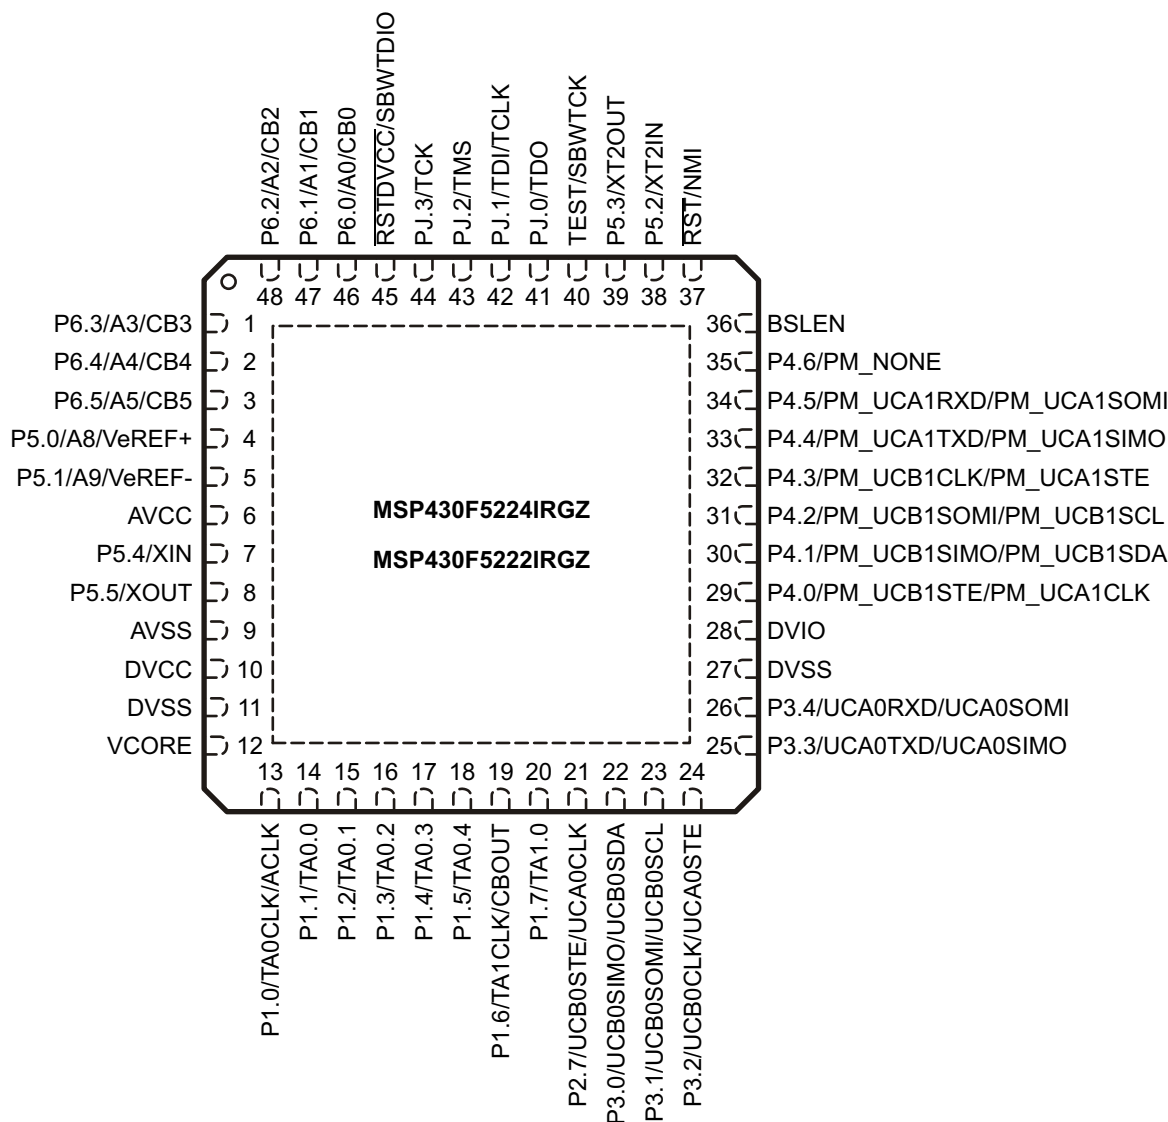 P6.2/A2/CB2
P6.1/A1/CB1
P6.0/A0/CB0
RSTDVCC/SBWTDIO
PJ.3/TCK
PJ.2/TMS
PJ.1/TDI/TCLK
PJ.0/TDO
TEST/SBWTCK
P5.3/XT2OUT
P5.2/XT2IN
RST/NMI
48 47 46 45 44 43 42 41 40 39 38 37
P6.3/A3/CB3 1
P6.4/A4/CB4 2
P6.5/A5/CB5 3
P5.0/A8/VeREF+ 4
P5.1/A9/VeREF- 5
AVCC 6
P5.4/XIN 7
P5.5/XOUT 8
AVSS 9
DVCC 10
DVSS 11
VCORE 12
MSP430F5224IRGZ
MSP430F5222IRGZ
36 BSLEN
35 P4.6/PM_NONE
34 P4.5/PM_UCA1RXD/PM_UCA1SOMI
33 P4.4/PM_UCA1TXD/PM_UCA1SIMO
32 P4.3/PM_UCB1CLK/PM_UCA1STE
31 P4.2/PM_UCB1SOMI/PM_UCB1SCL
30 P4.1/PM_UCB1SIMO/PM_UCB1SDA
29 P4.0/PM_UCB1STE/PM_UCA1CLK
28 DVIO
27 DVSS
26 P3.4/UCA0RXD/UCA0SOMI
25 P3.3/UCA0TXD/UCA0SIMO
13 14 15 16 17 18 19 20 21 22 23 24
P1.0/TA0CLK/ACLK
P1.1/TA0.0
P1.2/TA0.1
P1.3/TA0.2
P1.4/TA0.3
P1.5/TA0.4
P1.6/TA1CLK/CBOUT
P1.7/TA1.0
P2.7/UCB0STE/UCA0CLK
P3.0/UCB0SIMO/UCB0SDA
P3.1/UCB0SOMI/UCB0SCL
P3.2/UCB0CLK/UCA0STE